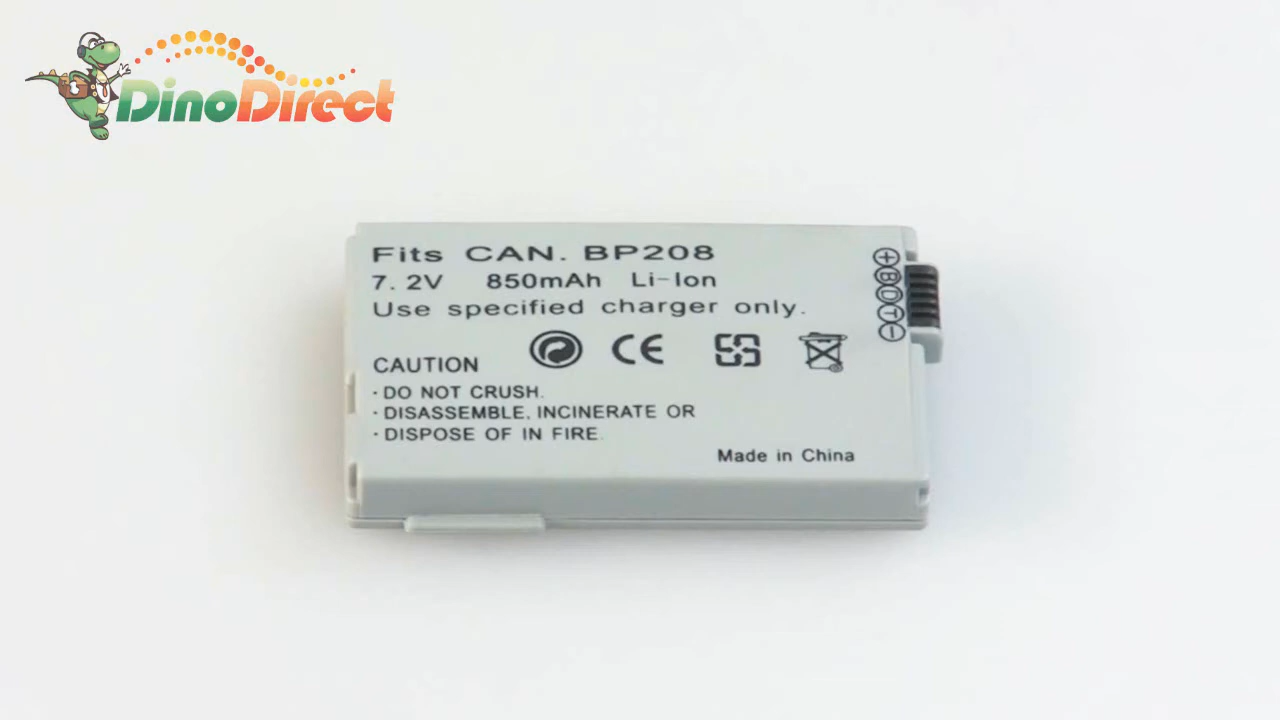 DinoDirect
Fits CAN. BP208
7.2V 850mAh Li-Ion
Use specified charger only.
+ B D T -
CE
CAUTION
· DO NOT CRUSH.
· DISASSEMBLE, INCINERATE OR
· DISPOSE OF IN FIRE.
Made in China